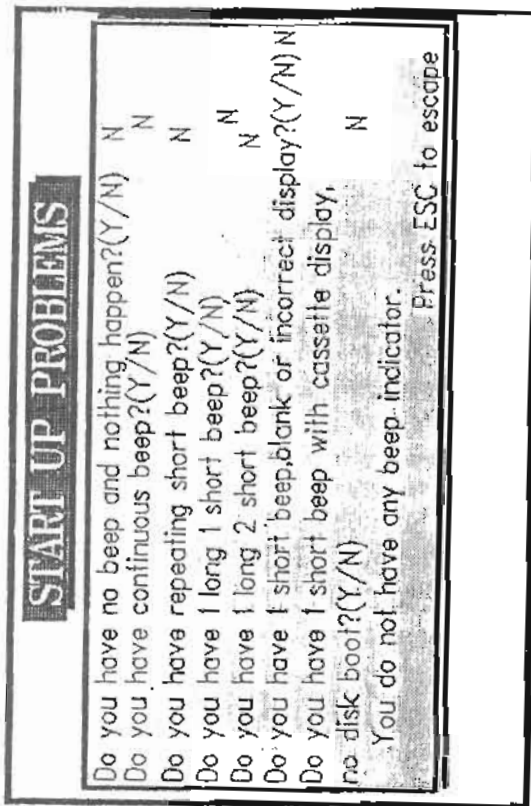 START UP PROBLEMS
Do you have no beep and nothing happen?(Y/N) N
Do you have continuous beep?(Y/N) N
Do you have repeating short beep?(Y/N) N
Do you have 1 long 1 short beep?(Y/N) N
Do you have 1 long 2 short beep?(Y/N) N
Do you have 1 short beep,blank or incorrect display?(Y/N) N
Do you have 1 short beep with cassette display,
no disk boot?(Y/N) N
You do not have any beep indicator.
Press ESC to escape